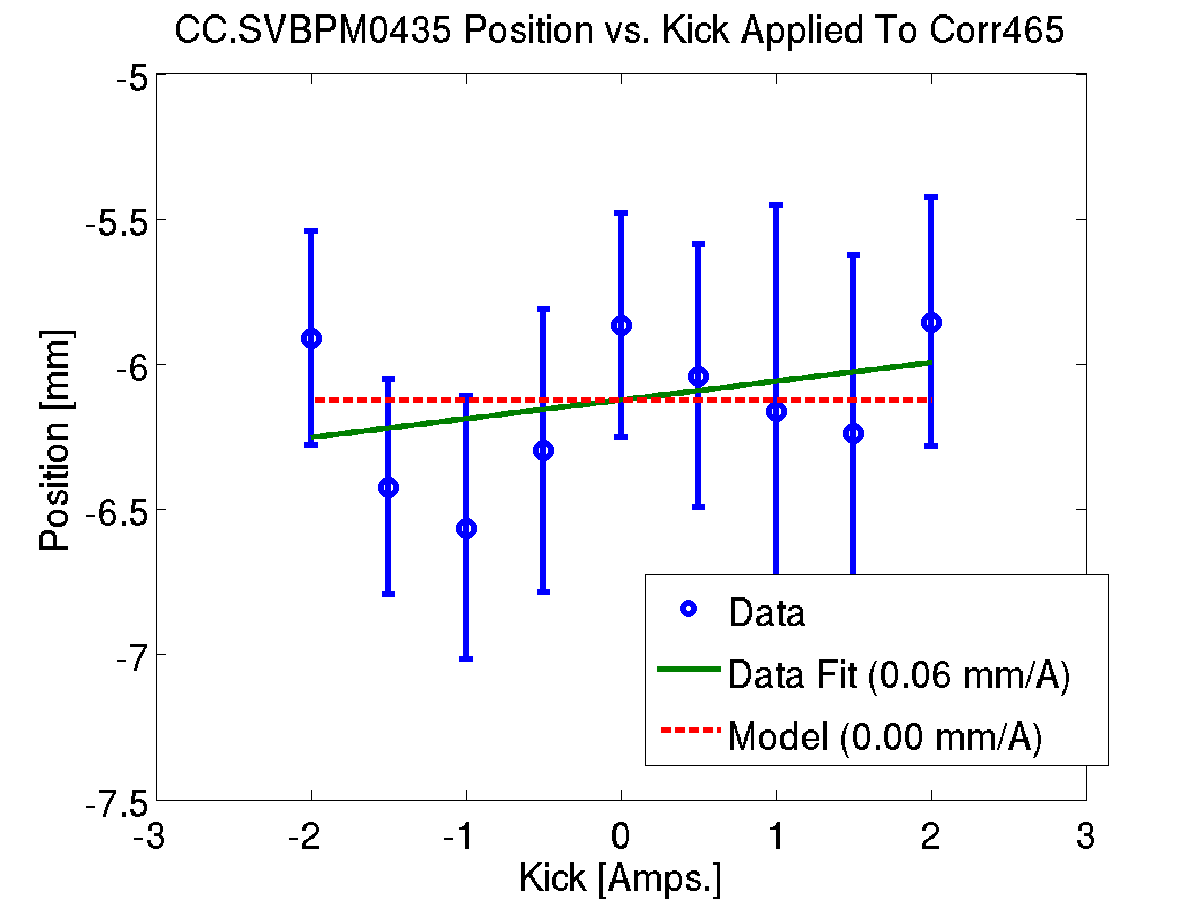 CC.SVBPM0435 Position vs. Kick Applied To Corr465
-5
-5.5
-6
-6.5
-7
-7.5
Position [mm]
Data
Data Fit (0.06 mm/A)
Model (0.00 mm/A)
-3 -2 -1 0 1 2 3
Kick [Amps.]